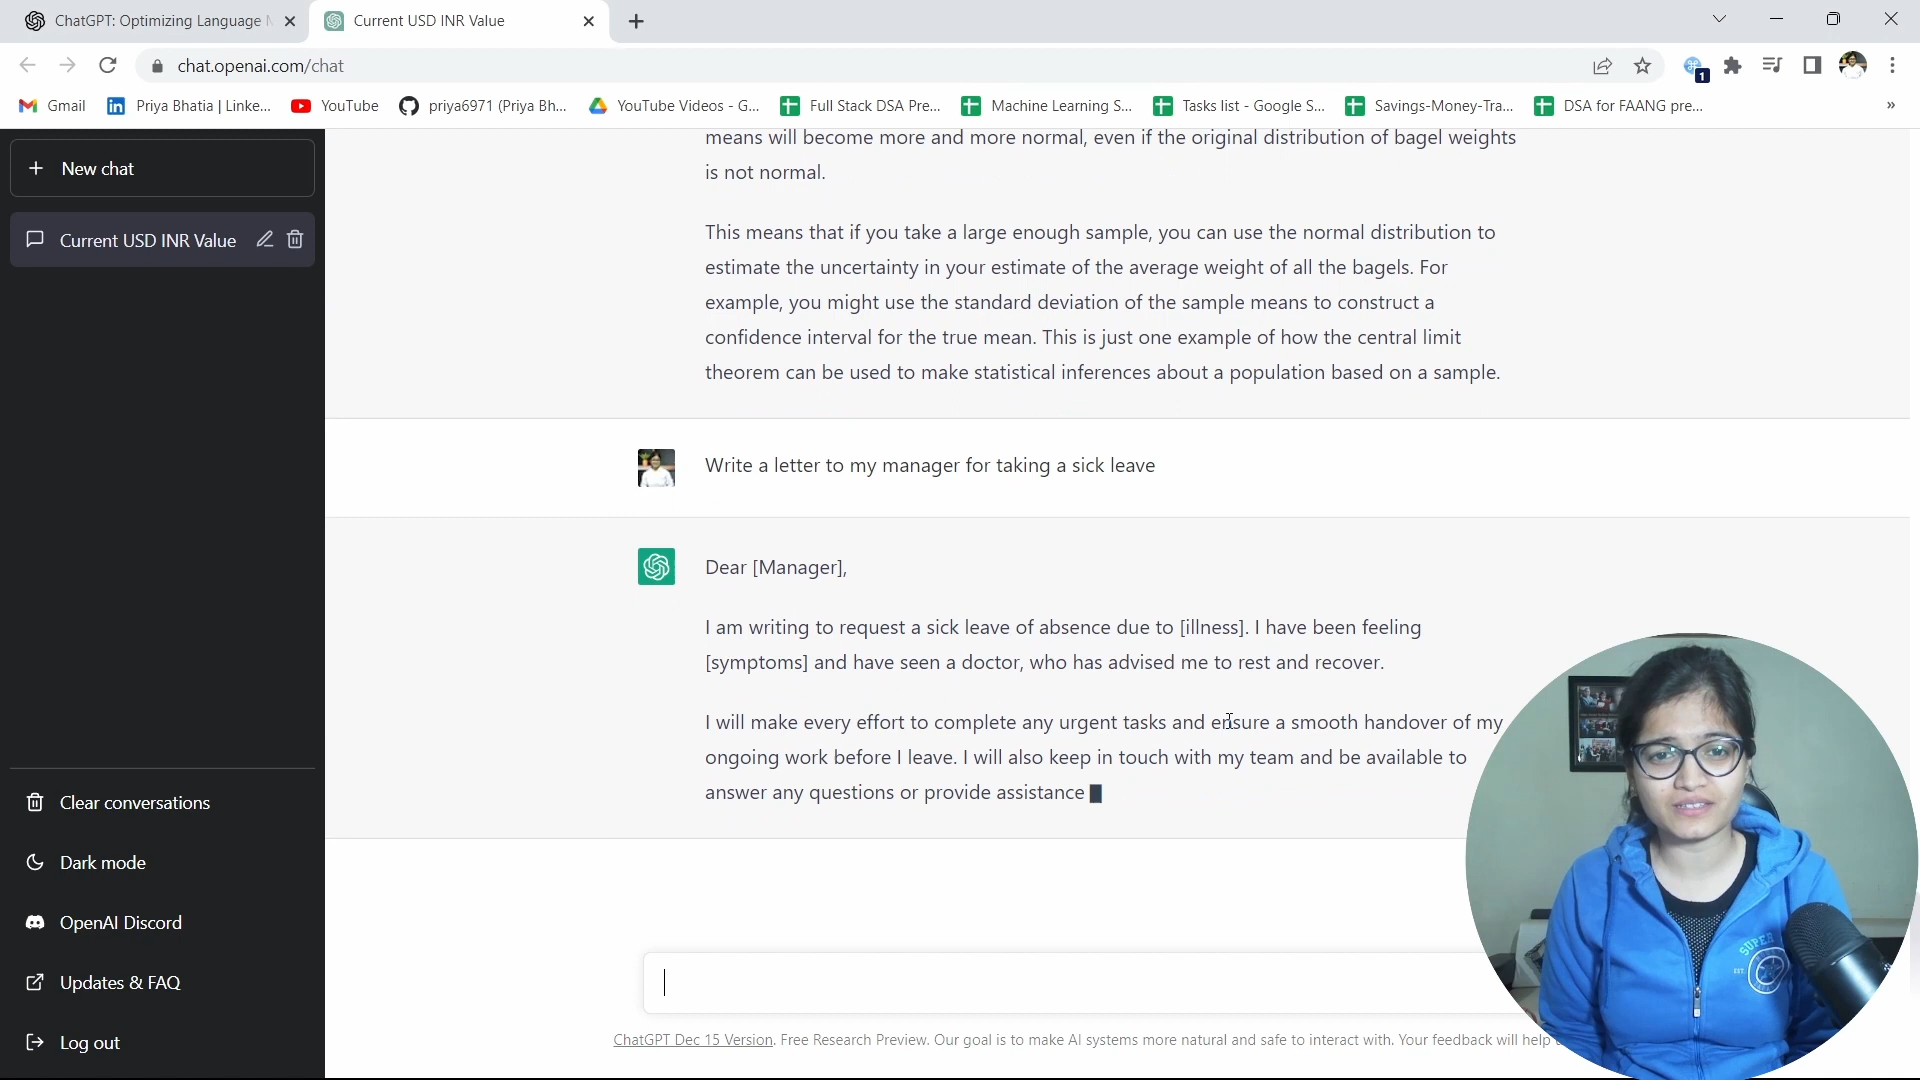 ChatGPT: Optimizing Language
Current USD INR Value
chat.openai.com/chat
1
Gmail
Priya Bhatia | Linke...
YouTube
priya6971 (Priya Bh...
YouTube Videos - G...
Full Stack DSA Pre...
Machine Learning S...
Tasks list - Google S...
Savings-Money-Tra...
DSA for FAANG pre...
»
New chat
Current USD INR Value
means will become more and more normal, even if the original distribution of bagel weights
is not normal.
This means that if you take a large enough sample, you can use the normal distribution to
estimate the uncertainty in your estimate of the average weight of all the bagels. For
example, you might use the standard deviation of the sample means to construct a
confidence interval for the true mean. This is just one example of how the central limit
theorem can be used to make statistical inferences about a population based on a sample.
Write a letter to my manager for taking a sick leave
Dear [Manager],
I am writing to request a sick leave of absence due to [illness]. I have been feeling
[symptoms] and have seen a doctor, who has advised me to rest and recover.
I will make every effort to complete any urgent tasks and ensure a smooth handover of my
ongoing work before I leave. I will also keep in touch with my team and be available to
answer any questions or provide assistance
Clear conversations
Dark mode
OpenAI Discord
Updates & FAQ
Log out
ChatGPT Dec 15 Version. Free Research Preview. Our goal is to make AI systems more natural and safe to interact with. Your feedback will help
SUPER